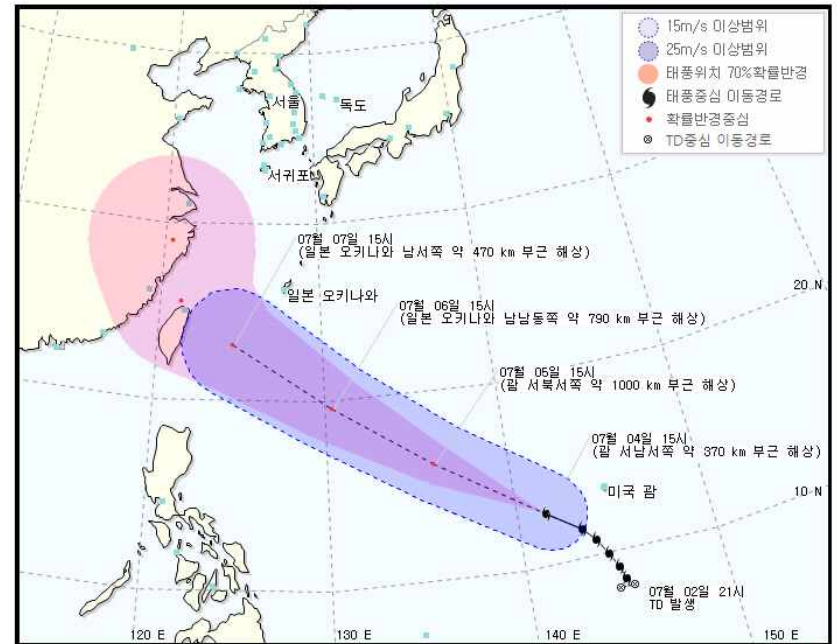 15m/s 이상범위
25m/s 이상범위
태풍위치 70%확률반경
태풍중심 이동경로
확률반경중심
TD중심 이동경로
서울
독도
서귀포
07월 07일 15시
(일본 오키나와 남서쪽 약 470 km 부근 해상)
일본 오키나와
20 N
07월 06일 15시
(일본 오키나와 남남동쪽 약 790 km 부근 해상)
07월 05일 15시
(괌 서북서쪽 약 1000 km 부근 해상)
07월 04일 15시
(괌 서남서쪽 약 370 km 부근 해상)
미국 괌
10 N
07월 02일 21시
TD 발생
120 E
130 E
140 E
150 E